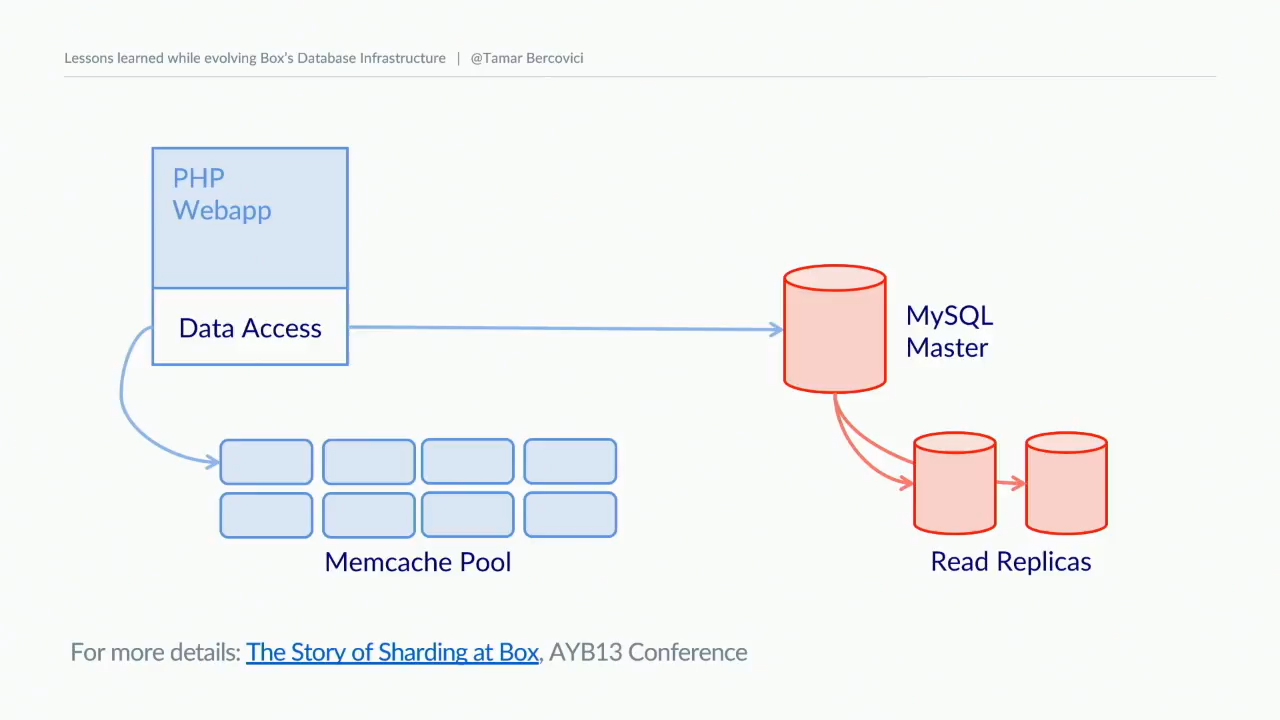 Lessons learned while evolving Box's Database Infrastructure | @Tamar Bercovici
PHP
Webapp
Data Access
MySQL
Master
Memcache Pool
Read Replicas
For more details: The Story of Sharding at Box, AYB13 Conference